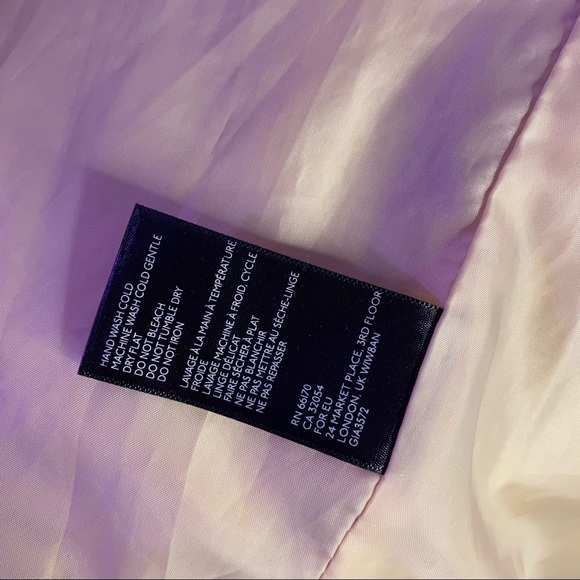 HAND WASH COLD
MACHINE WASH COLD GENTLE
DRY FLAT
DO NOT BLEACH
DO NOT TUMBLE DRY
DO NOT IRON
LAVAGE À LA MAIN À TEMPÉRATURE
FROIDE
LAVAGE MACHINE À FROID, CYCLE
LINGE DÉLICAT
FAIRE SÉCHER À PLAT
NE PAS BLANCHIR
NE PAS METTRE AU SÈCHE-LINGE
NE PAS REPASSER
RN 66170
CA 32054
FOR EU
24 MARKET PLACE, 3RD FLOOR
LONDON, UK W1W8AN
GIA3572